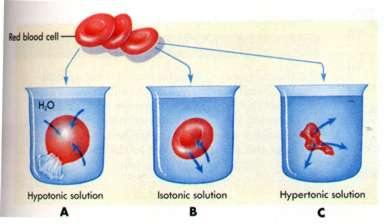 Red blood cell
H₂O
Hypotonic solution
Isotonic solution
Hypertonic solution
A
B
C